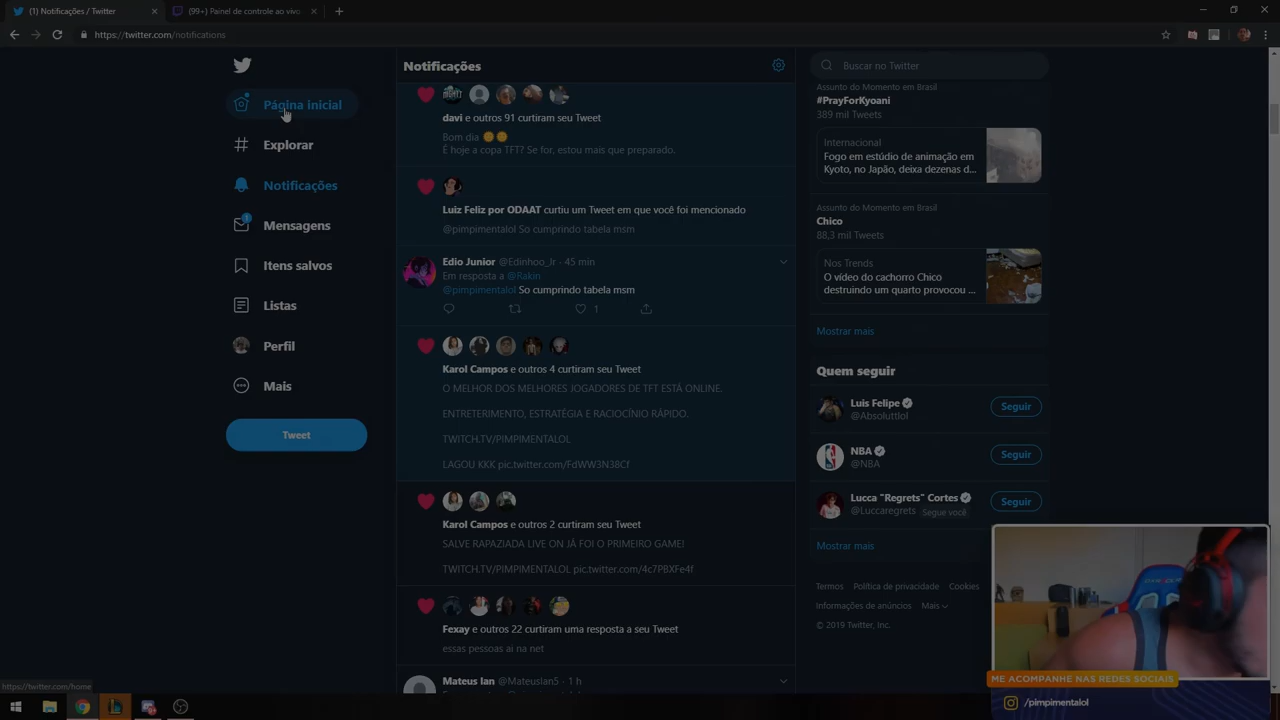 (1) Notificações / Twitter
(99+) Painel de controle ao vivo
https://twitter.com/notifications
Página inicial
Explorar
Notificações
1
Mensagens
Itens salvos
Listas
Perfil
Mais
Tweet
Notificações
davi e outros 91 curtiram seu Tweet
Bom dia
É hoje a copa TFT? Se for, estou mais que preparado.
Luiz Feliz por ODAAT curtiu um Tweet em que você foi mencionado
@pimpimentalol So cumprindo tabela msm
Edio Junior @Edinhoo_Jr · 45 min
Em resposta a @Rakin
@pimpimentalol So cumprindo tabela msm
1
Karol Campos e outros 4 curtiram seu Tweet
O MELHOR DOS MELHORES JOGADORES DE TFT ESTÁ ONLINE.
ENTRETERIMENTO, ESTRATÉGIA E RACIOCÍNIO RÁPIDO.
TWITCH.TV/PIMPIMENTALOL
LAGOU KKK pic.twitter.com/FdWW3N38Cf
Karol Campos e outros 2 curtiram seu Tweet
SALVE RAPAZIADA LIVE ON JÁ FOI O PRIMEIRO GAME!
TWITCH.TV/PIMPIMENTALOL pic.twitter.com/4c7PBXFe4f
Fexay e outros 22 curtiram uma resposta a seu Tweet
essas pessoas ai na net
Mateus Ian @MateusIan5 · 1 h
Buscar no Twitter
Assunto do Momento em Brasil
#PrayForKyoani
389 mil Tweets
Internacional
Fogo em estúdio de animação em
Kyoto, no Japão, deixa dezenas d...
Assunto do Momento em Brasil
Chico
88,3 mil Tweets
Nos Trends
O vídeo do cachorro Chico
destruindo um quarto provocou ...
Mostrar mais
Quem seguir
Luis Felipe
@Absoluttlol
Seguir
NBA
@NBA
Seguir
Lucca "Regrets" Cortes
@Luccaregrets Segue você
Seguir
Mostrar mais
Termos Política de privacidade Cookies
Informações de anúncios Mais
© 2019 Twitter, Inc.
ME ACOMPANHE NAS REDES SOCIAIS
/pimpimentalol
https://twitter.com/home